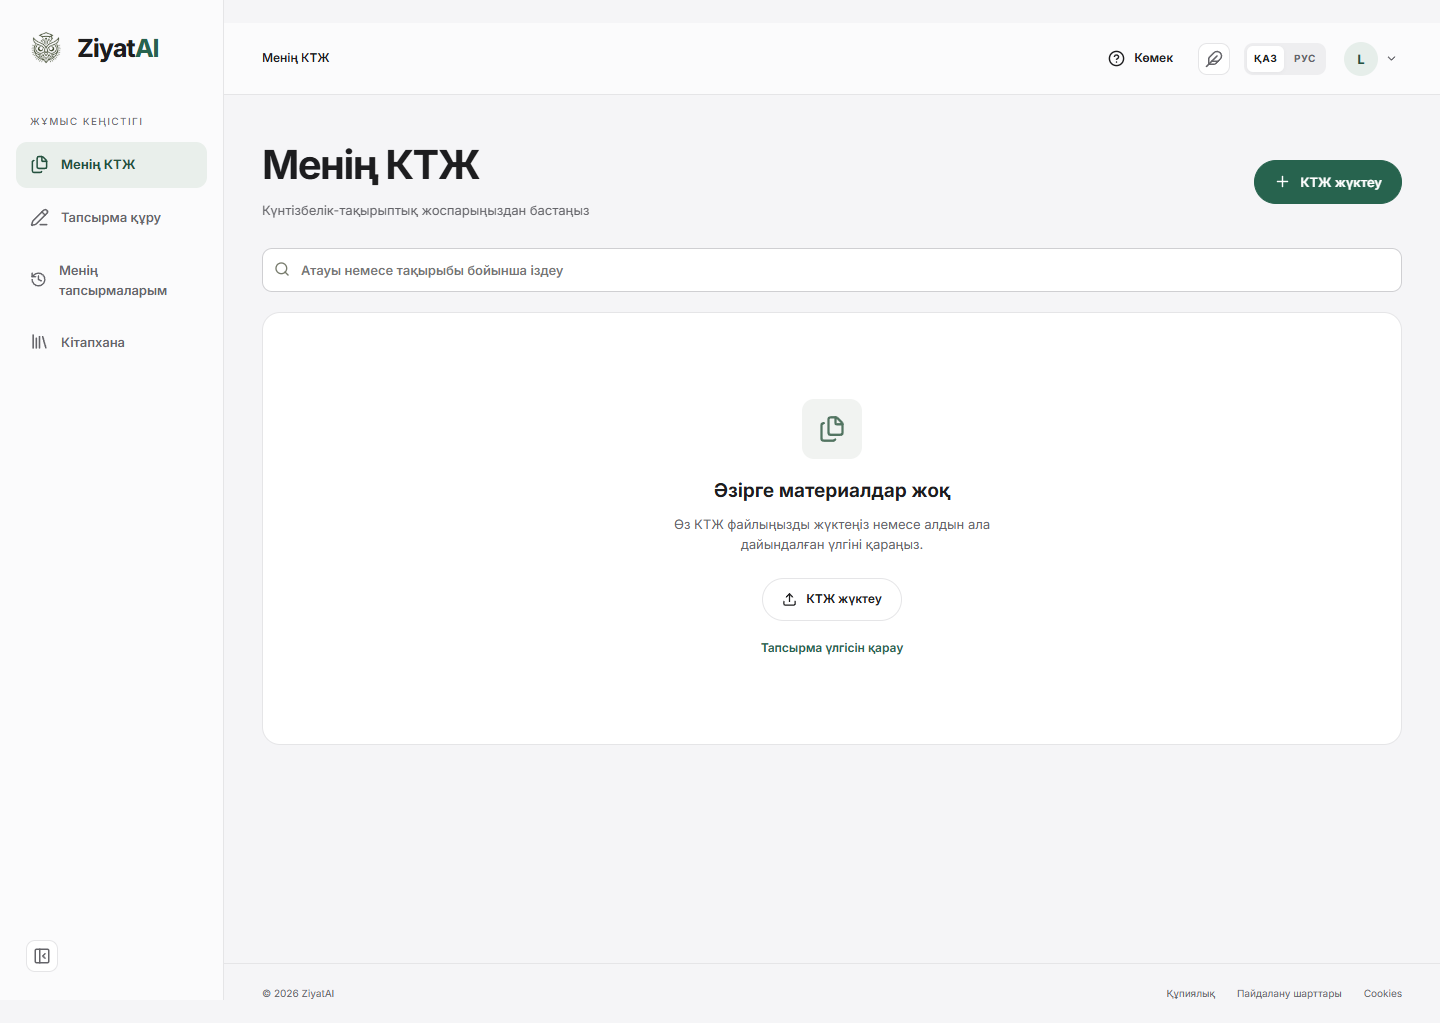 ZiyatAI
ЖҰМЫС КЕҢІСТІГІ
Менің КТЖ
Тапсырма құру
Менің
тапсырмаларым
Кітапхана
Менің КТЖ
Көмек
ҚАЗ
РУС
L
Менің КТЖ
Күнтізбелік-тақырыптық жоспарыңыздан бастаңыз
КТЖ жүктеу
Атауы немесе тақырыбы бойынша іздеу
Әзірге материалдар жоқ
Өз КТЖ файлыңызды жүктеңіз немесе алдын ала
дайындалған үлгіні қараңыз.
КТЖ жүктеу
Тапсырма үлгісін қарау
© 2026 ZiyatAI
Құпиялық
Пайдалану шарттары
Cookies